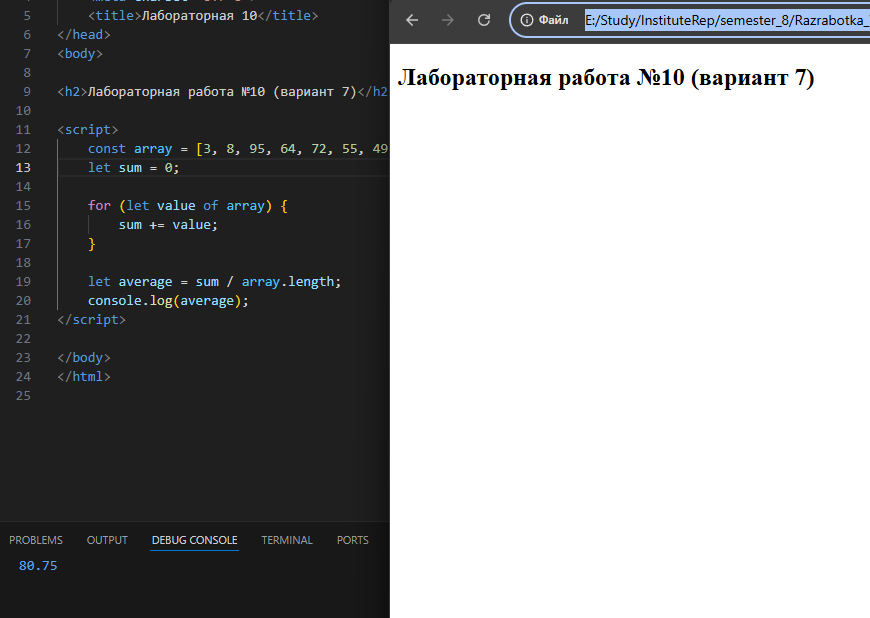 5 <title>Лабораторная 10</title>
6 </head>
7 <body>
8
9 <h2>Лабораторная работа №10 (вариант 7)</h2
10
11 <script>
12 const array = [3, 8, 95, 64, 72, 55, 49
13 let sum = 0;
14
15 for (let value of array) {
16 sum += value;
17 }
18
19 let average = sum / array.length;
20 console.log(average);
21 </script>
22
23 </body>
24 </html>
25
PROBLEMS OUTPUT DEBUG CONSOLE TERMINAL PORTS
80.75
Файл E:/Study/InstituteRep/semester_8/Razrabotka_
Лабораторная работа №10 (вариант 7)